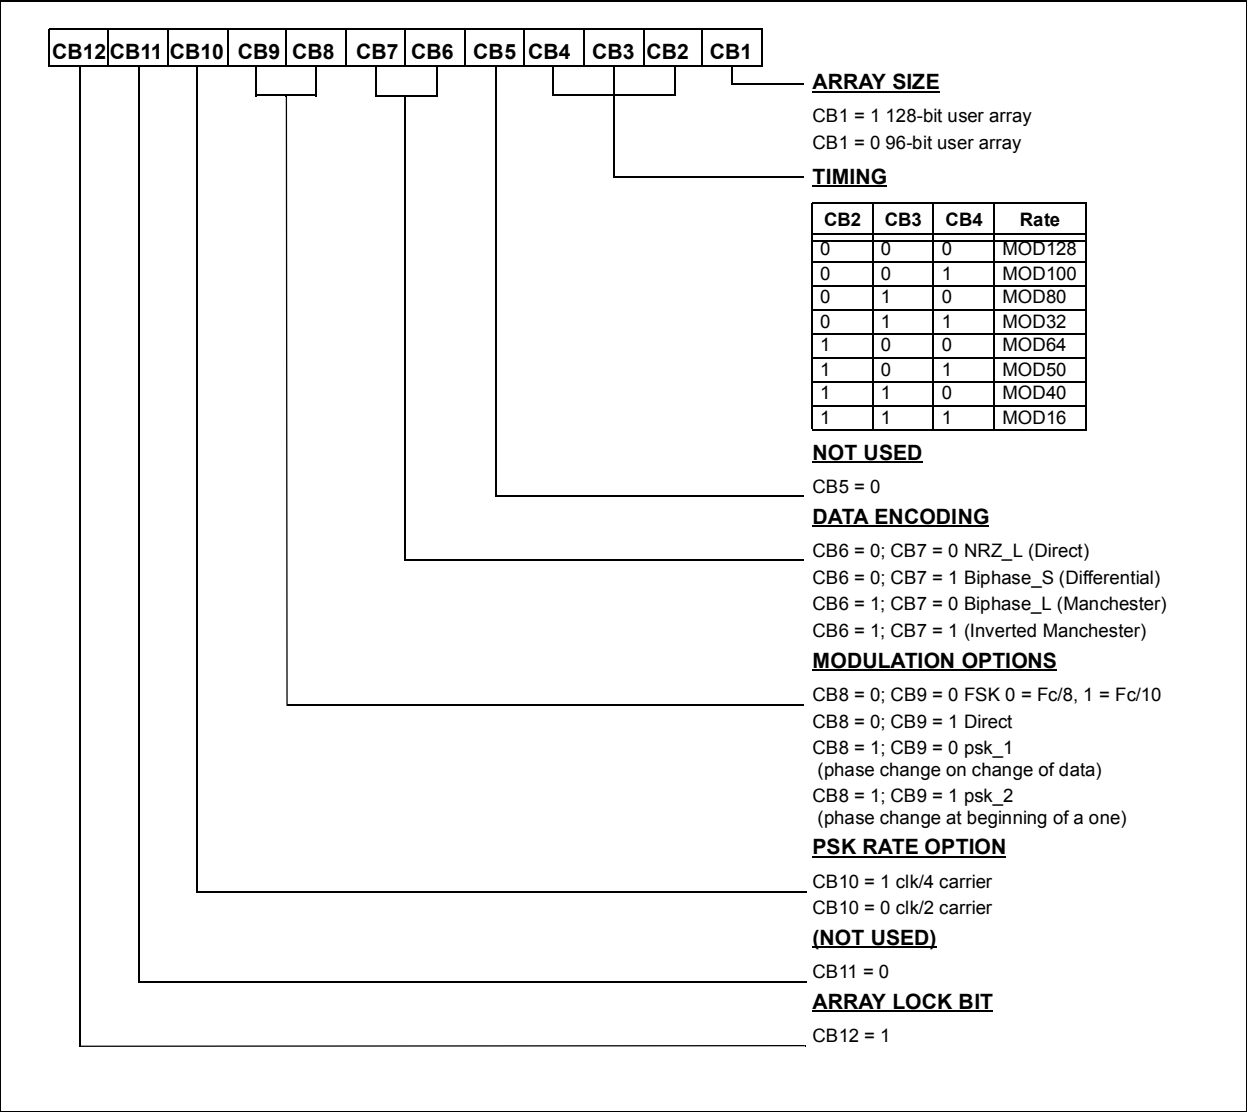 CB12 CB11 CB10 CB9 CB8 CB7 CB6 CB5 CB4 CB3 CB2 CB1
ARRAY SIZE
CB1 = 1 128-bit user array
CB1 = 0 96-bit user array
TIMING
CB2 CB3 CB4 Rate
0 0 0 MOD128
0 0 1 MOD100
0 1 0 MOD80
0 1 1 MOD32
1 0 0 MOD64
1 0 1 MOD50
1 1 0 MOD40
1 1 1 MOD16
NOT USED
CB5 = 0
DATA ENCODING
CB6 = 0; CB7 = 0 NRZ_L (Direct)
CB6 = 0; CB7 = 1 Biphase_S (Differential)
CB6 = 1; CB7 = 0 Biphase_L (Manchester)
CB6 = 1; CB7 = 1 (Inverted Manchester)
MODULATION OPTIONS
CB8 = 0; CB9 = 0 FSK 0 = Fc/8, 1 = Fc/10
CB8 = 0; CB9 = 1 Direct
CB8 = 1; CB9 = 0 psk_1
(phase change on change of data)
CB8 = 1; CB9 = 1 psk_2
(phase change at beginning of a one)
PSK RATE OPTION
CB10 = 1 clk/4 carrier
CB10 = 0 clk/2 carrier
(NOT USED)
CB11 = 0
ARRAY LOCK BIT
CB12 = 1